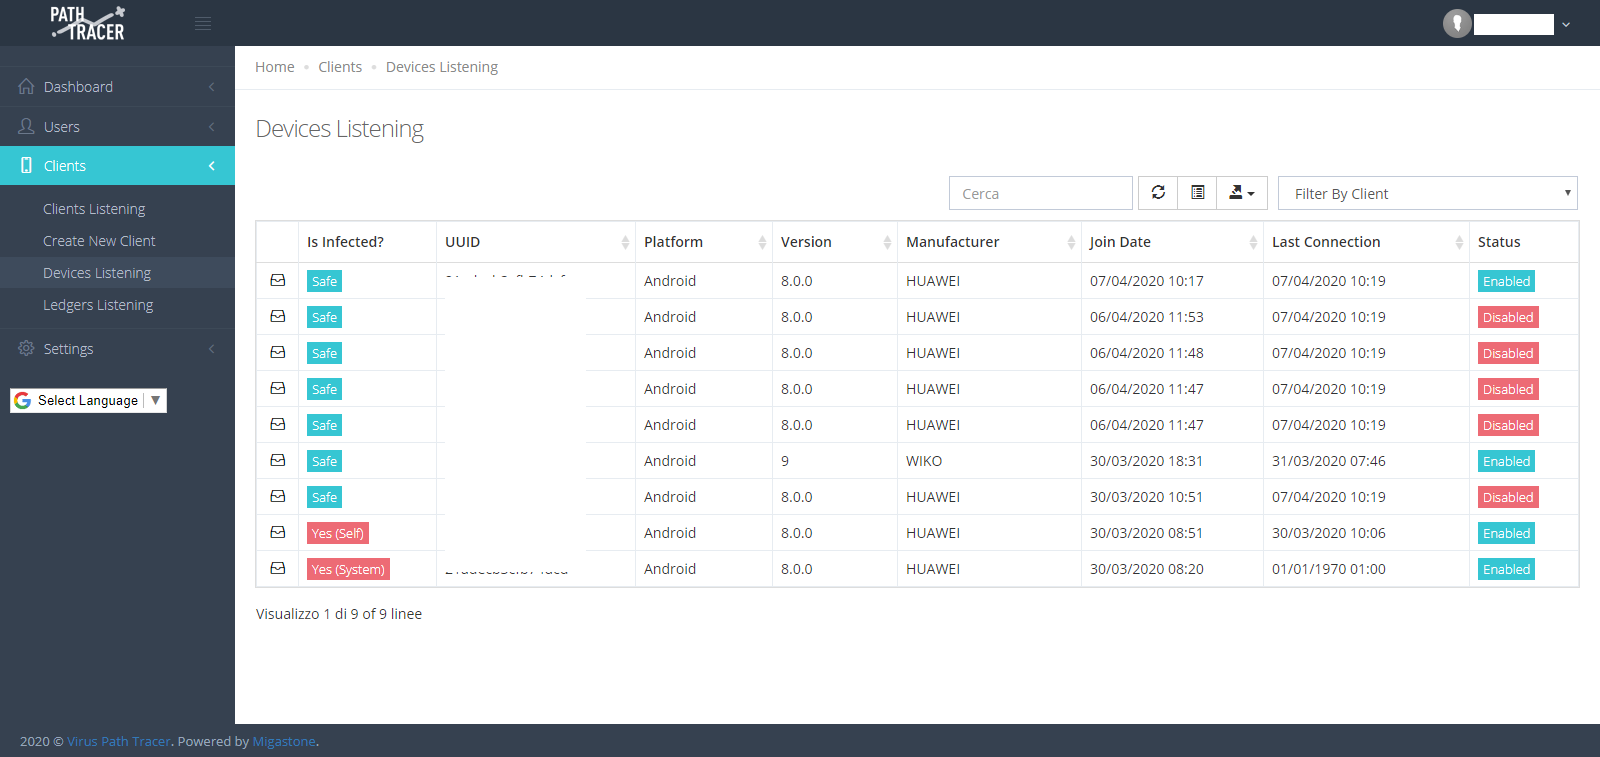 PATH
TRACER
Home Clients Devices Listening
Dashboard
Users
Clients
Clients Listening
Create New Client
Devices Listening
Ledgers Listening
Settings
Select Language ▼
Devices Listening
Cerca
Filter By Client
Is Infected? UUID Platform Version Manufacturer Join Date Last Connection Status
Safe Android 8.0.0 HUAWEI 07/04/2020 10:17 07/04/2020 10:19 Enabled
Safe Android 8.0.0 HUAWEI 06/04/2020 11:53 07/04/2020 10:19 Disabled
Safe Android 8.0.0 HUAWEI 06/04/2020 11:48 07/04/2020 10:19 Disabled
Safe Android 8.0.0 HUAWEI 06/04/2020 11:47 07/04/2020 10:19 Disabled
Safe Android 8.0.0 HUAWEI 06/04/2020 11:47 07/04/2020 10:19 Disabled
Safe Android 9 WIKO 30/03/2020 18:31 31/03/2020 07:46 Enabled
Safe Android 8.0.0 HUAWEI 30/03/2020 10:51 07/04/2020 10:19 Disabled
Yes (Self) Android 8.0.0 HUAWEI 30/03/2020 08:51 30/03/2020 10:06 Enabled
Yes (System) Android 8.0.0 HUAWEI 30/03/2020 08:20 01/01/1970 01:00 Enabled
Visualizzo 1 di 9 of 9 linee
2020 © Virus Path Tracer. Powered by Migastone.